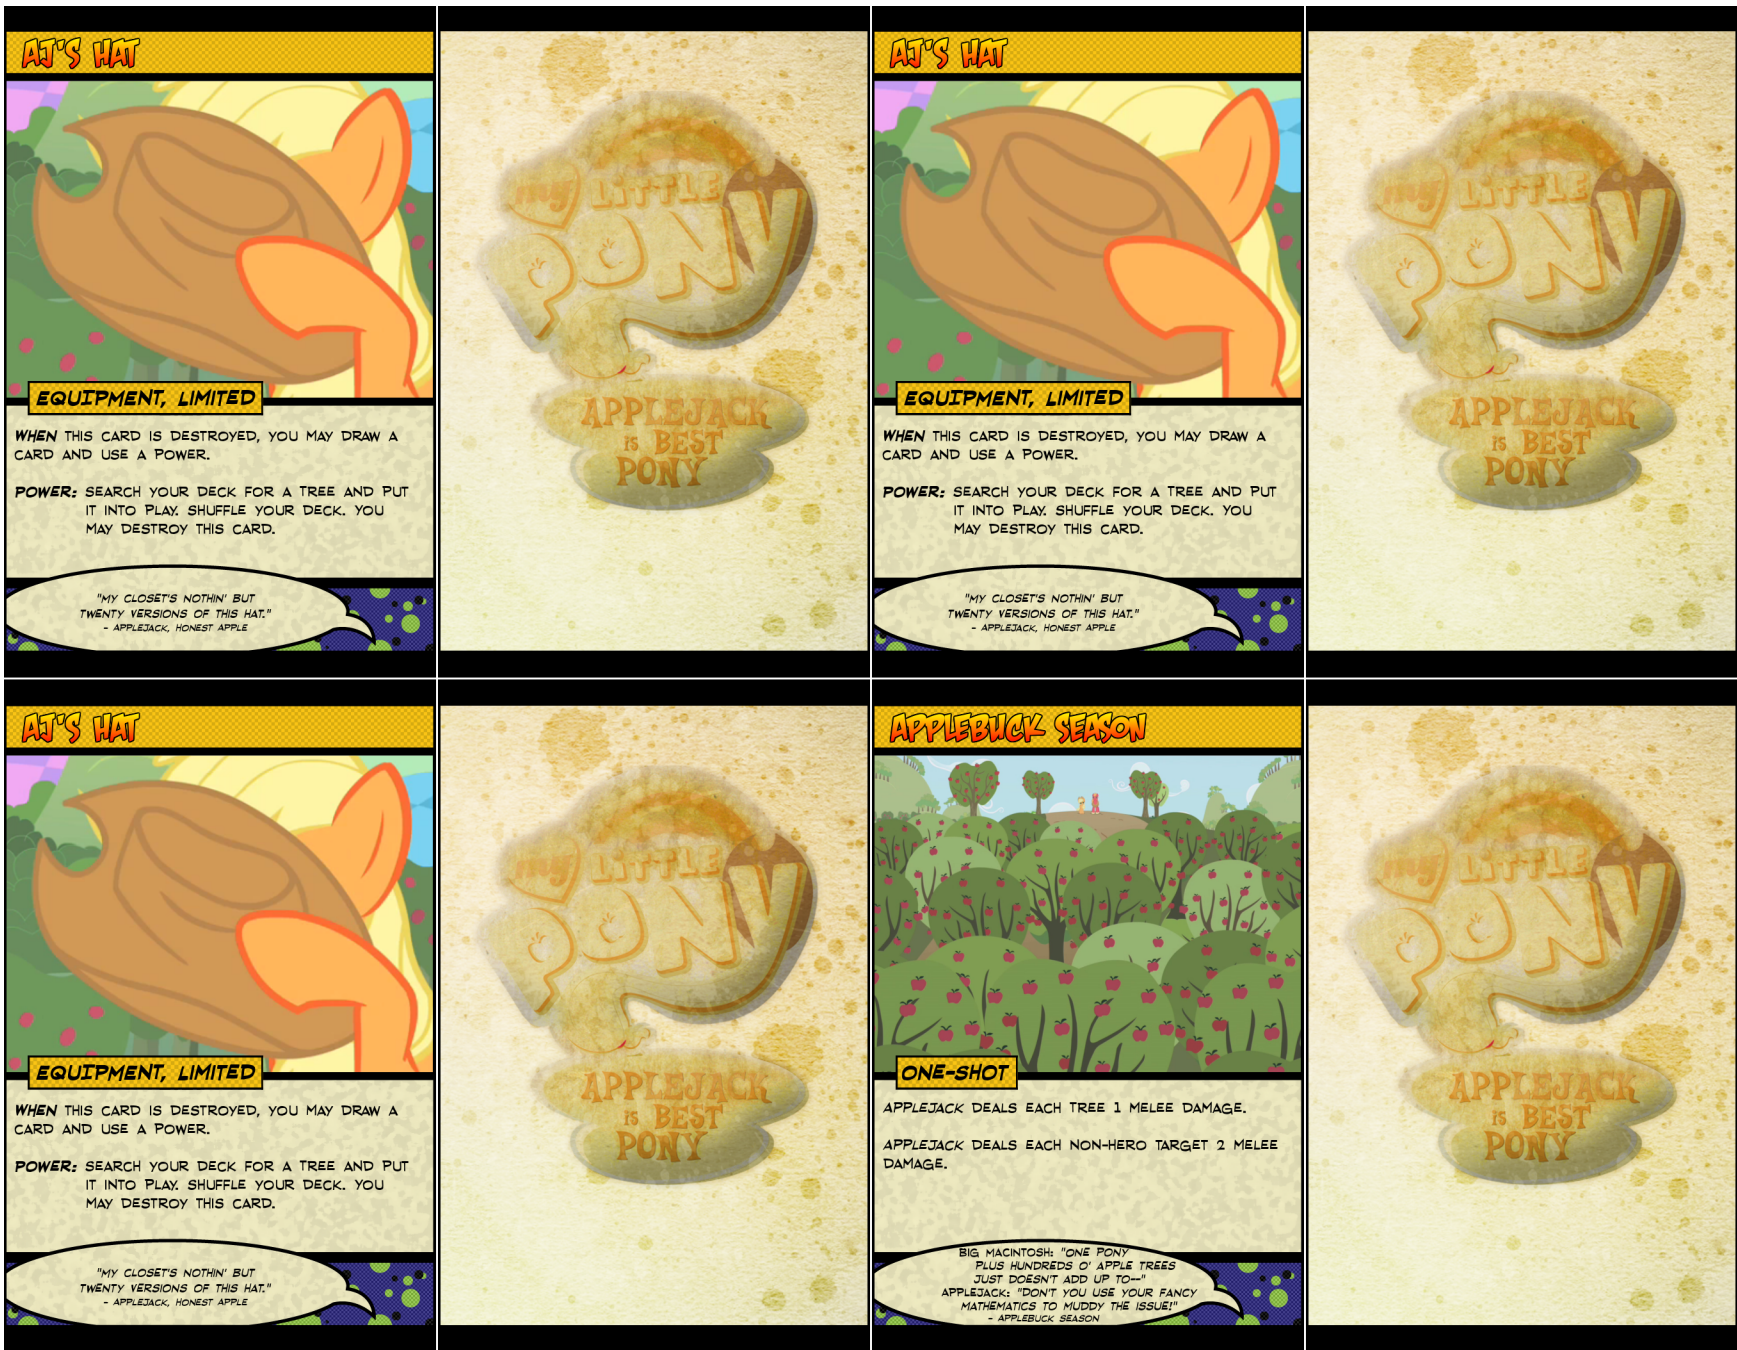 AJ'S HAT
EQUIPMENT, LIMITED
WHEN THIS CARD IS DESTROYED, YOU MAY DRAW A
CARD AND USE A POWER.
POWER: SEARCH YOUR DECK FOR A TREE AND PUT
IT INTO PLAY. SHUFFLE YOUR DECK. YOU
MAY DESTROY THIS CARD.
"MY CLOSET'S NOTHIN' BUT
TWENTY VERSIONS OF THIS HAT."
- APPLEJACK, HONEST APPLE
my LITTLE
PONY
APPLEJACK
IS BEST
PONY
AJ'S HAT
EQUIPMENT, LIMITED
WHEN THIS CARD IS DESTROYED, YOU MAY DRAW A
CARD AND USE A POWER.
POWER: SEARCH YOUR DECK FOR A TREE AND PUT
IT INTO PLAY. SHUFFLE YOUR DECK. YOU
MAY DESTROY THIS CARD.
"MY CLOSET'S NOTHIN' BUT
TWENTY VERSIONS OF THIS HAT."
- APPLEJACK, HONEST APPLE
my LITTLE
PONY
APPLEJACK
IS BEST
PONY
AJ'S HAT
EQUIPMENT, LIMITED
WHEN THIS CARD IS DESTROYED, YOU MAY DRAW A
CARD AND USE A POWER.
POWER: SEARCH YOUR DECK FOR A TREE AND PUT
IT INTO PLAY. SHUFFLE YOUR DECK. YOU
MAY DESTROY THIS CARD.
"MY CLOSET'S NOTHIN' BUT
TWENTY VERSIONS OF THIS HAT."
- APPLEJACK, HONEST APPLE
my LITTLE
PONY
APPLEJACK
IS BEST
PONY
APPLEBUCK SEASON
ONE-SHOT
APPLEJACK DEALS EACH TREE 1 MELEE DAMAGE.
APPLEJACK DEALS EACH NON-HERO TARGET 2 MELEE
DAMAGE.
BIG MACINTOSH: "ONE PONY
PLUS HUNDREDS O' APPLE TREES
JUST DOESN'T ADD UP TO--"
APPLEJACK: "DON'T YOU USE YOUR FANCY
MATHEMATICS TO MUDDY THE ISSUE!"
- APPLEBUCK SEASON
my LITTLE
PONY
APPLEJACK
IS BEST
PONY